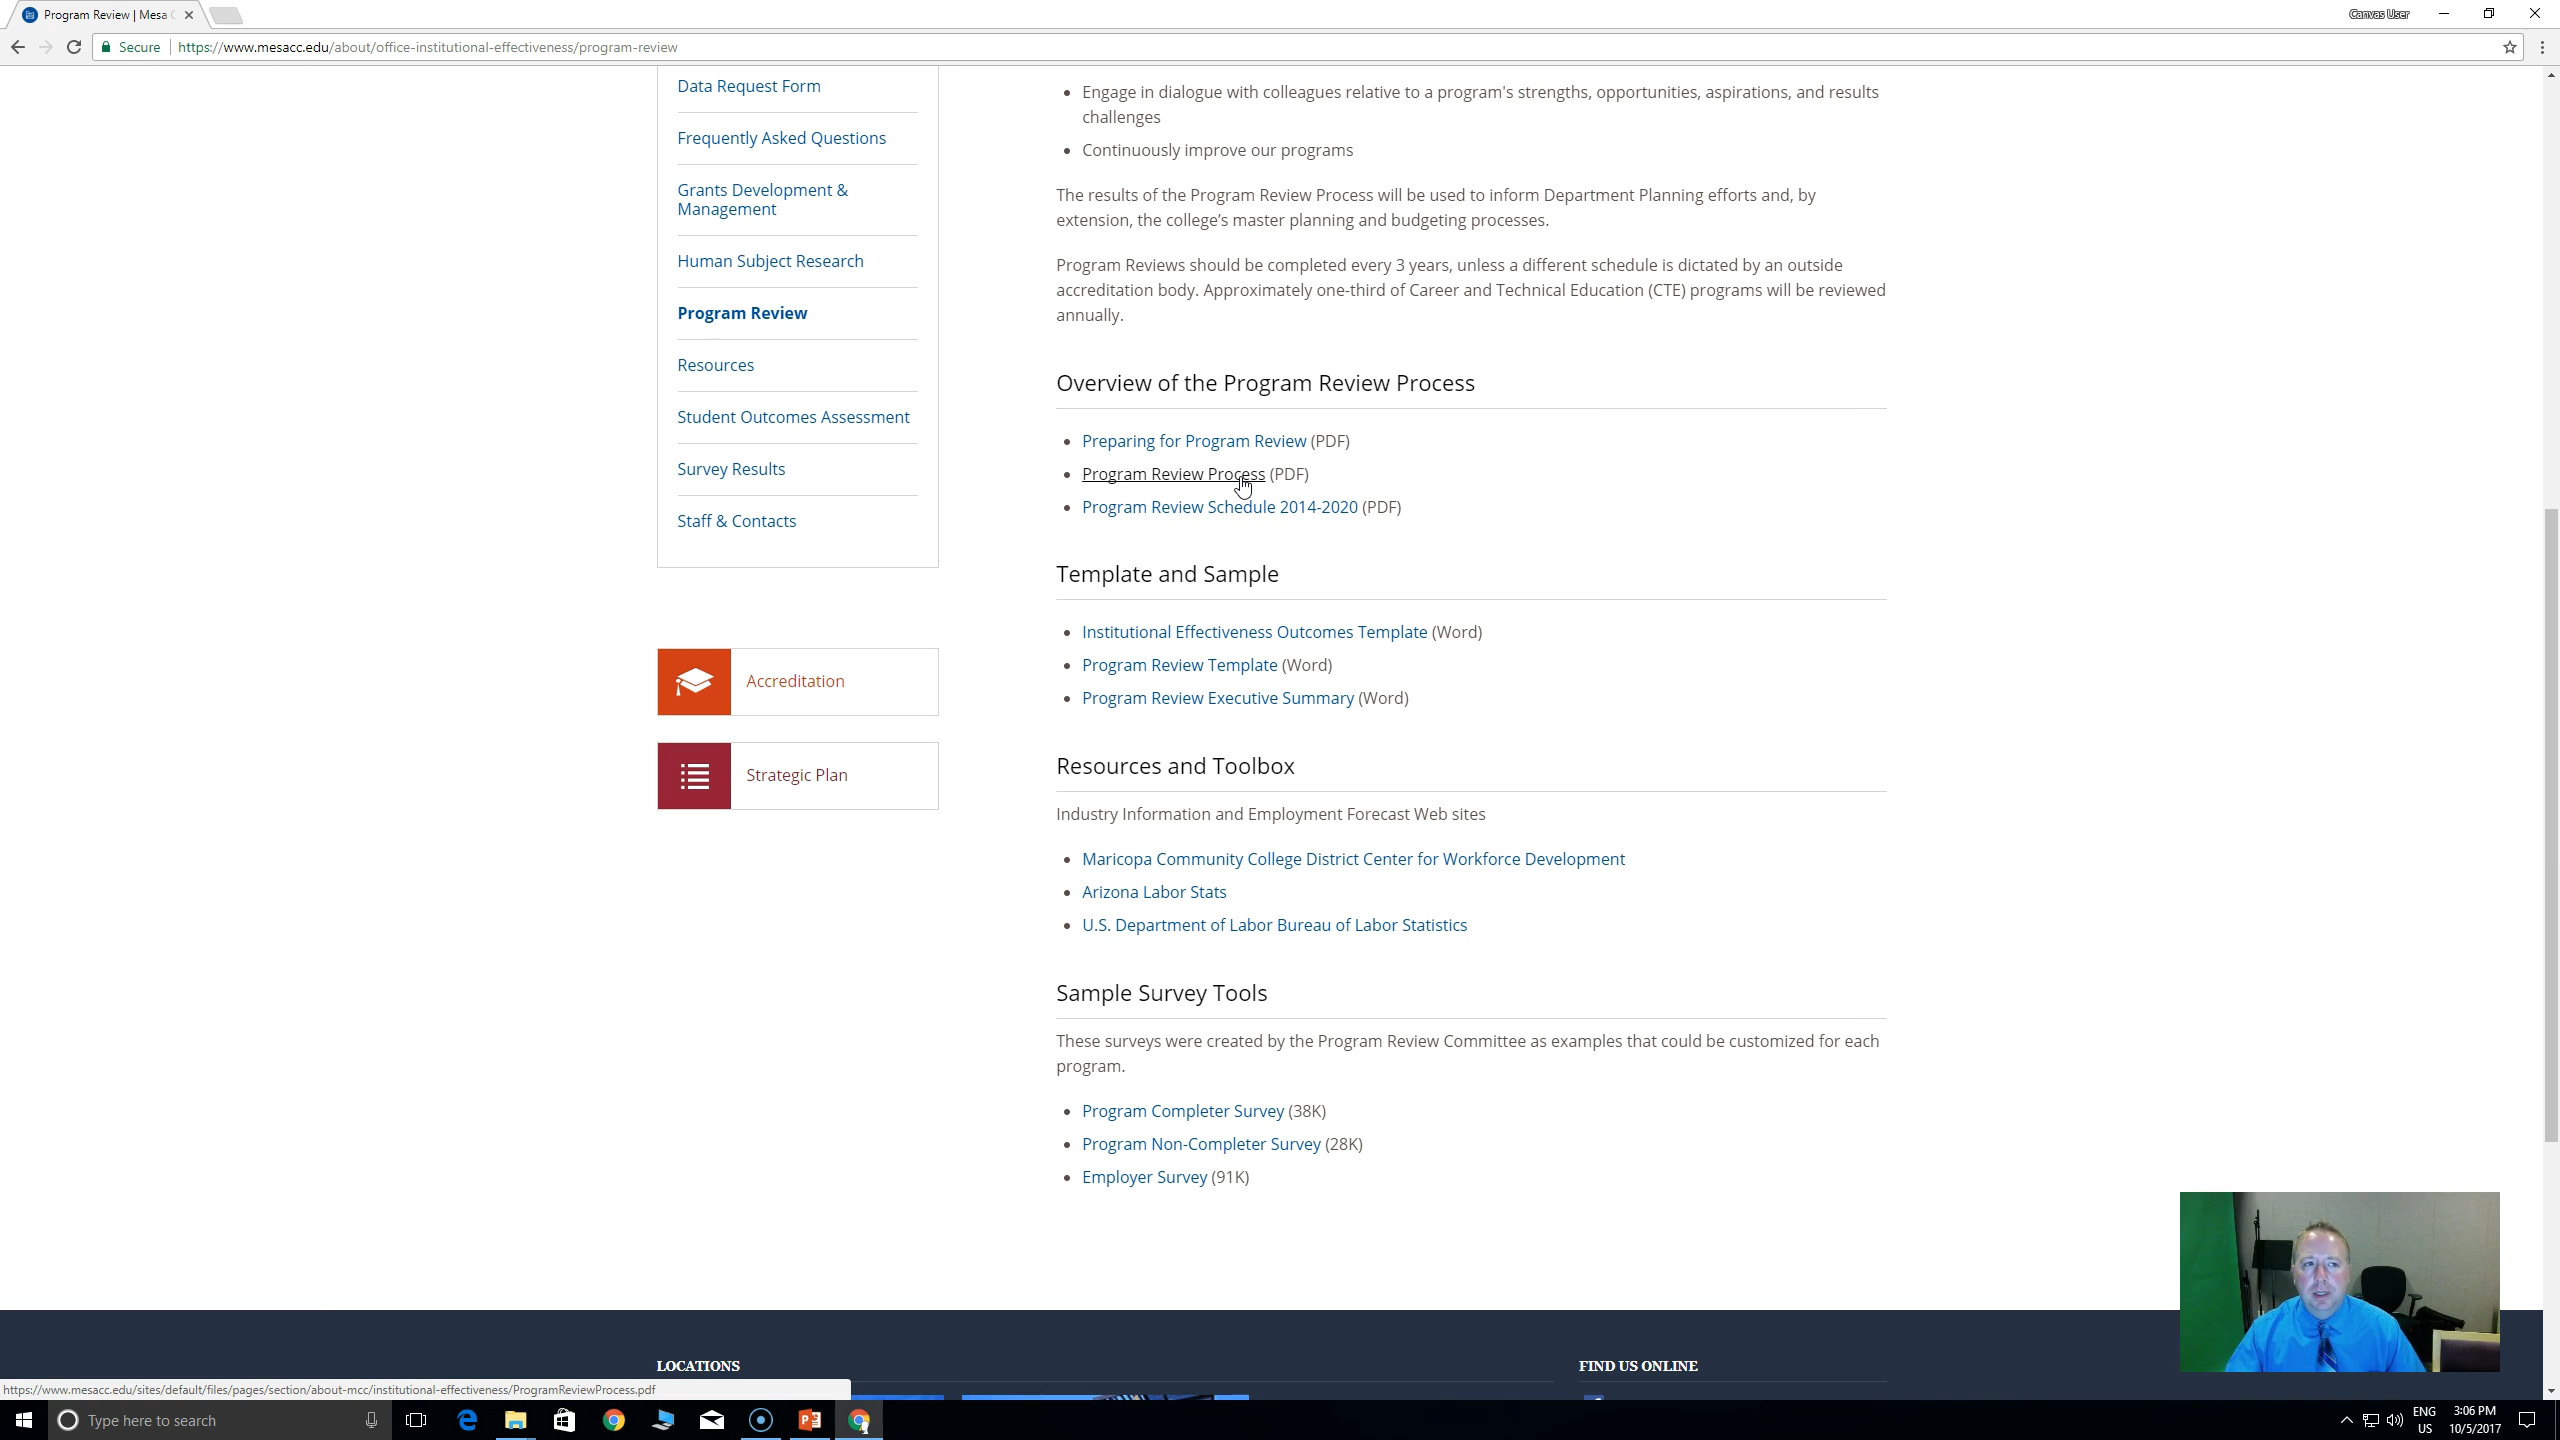 Program Review | Mesa
Canvas User
Secure
https://www.mesacc.edu/about/office-institutional-effectiveness/program-review
Data Request Form
Frequently Asked Questions
Grants Development &
Management
Human Subject Research
Program Review
Resources
Student Outcomes Assessment
Survey Results
Staff & Contacts
Accreditation
Strategic Plan
• Engage in dialogue with colleagues relative to a program's strengths, opportunities, aspirations, and results
challenges
• Continuously improve our programs
The results of the Program Review Process will be used to inform Department Planning efforts and, by
extension, the college's master planning and budgeting processes.
Program Reviews should be completed every 3 years, unless a different schedule is dictated by an outside
accreditation body. Approximately one-third of Career and Technical Education (CTE) programs will be reviewed
annually.
Overview of the Program Review Process
• Preparing for Program Review (PDF)
• Program Review Process (PDF)
• Program Review Schedule 2014-2020 (PDF)
Template and Sample
• Institutional Effectiveness Outcomes Template (Word)
• Program Review Template (Word)
• Program Review Executive Summary (Word)
Resources and Toolbox
Industry Information and Employment Forecast Web sites
• Maricopa Community College District Center for Workforce Development
• Arizona Labor Stats
• U.S. Department of Labor Bureau of Labor Statistics
Sample Survey Tools
These surveys were created by the Program Review Committee as examples that could be customized for each
program.
• Program Completer Survey (38K)
• Program Non-Completer Survey (28K)
• Employer Survey (91K)
LOCATIONS
FIND US ONLINE
https://www.mesacc.edu/sites/default/files/pages/section/about-mcc/institutional-effectiveness/ProgramReviewProcess.pdf
Type here to search
ENG
US
3:06 PM
10/5/2017